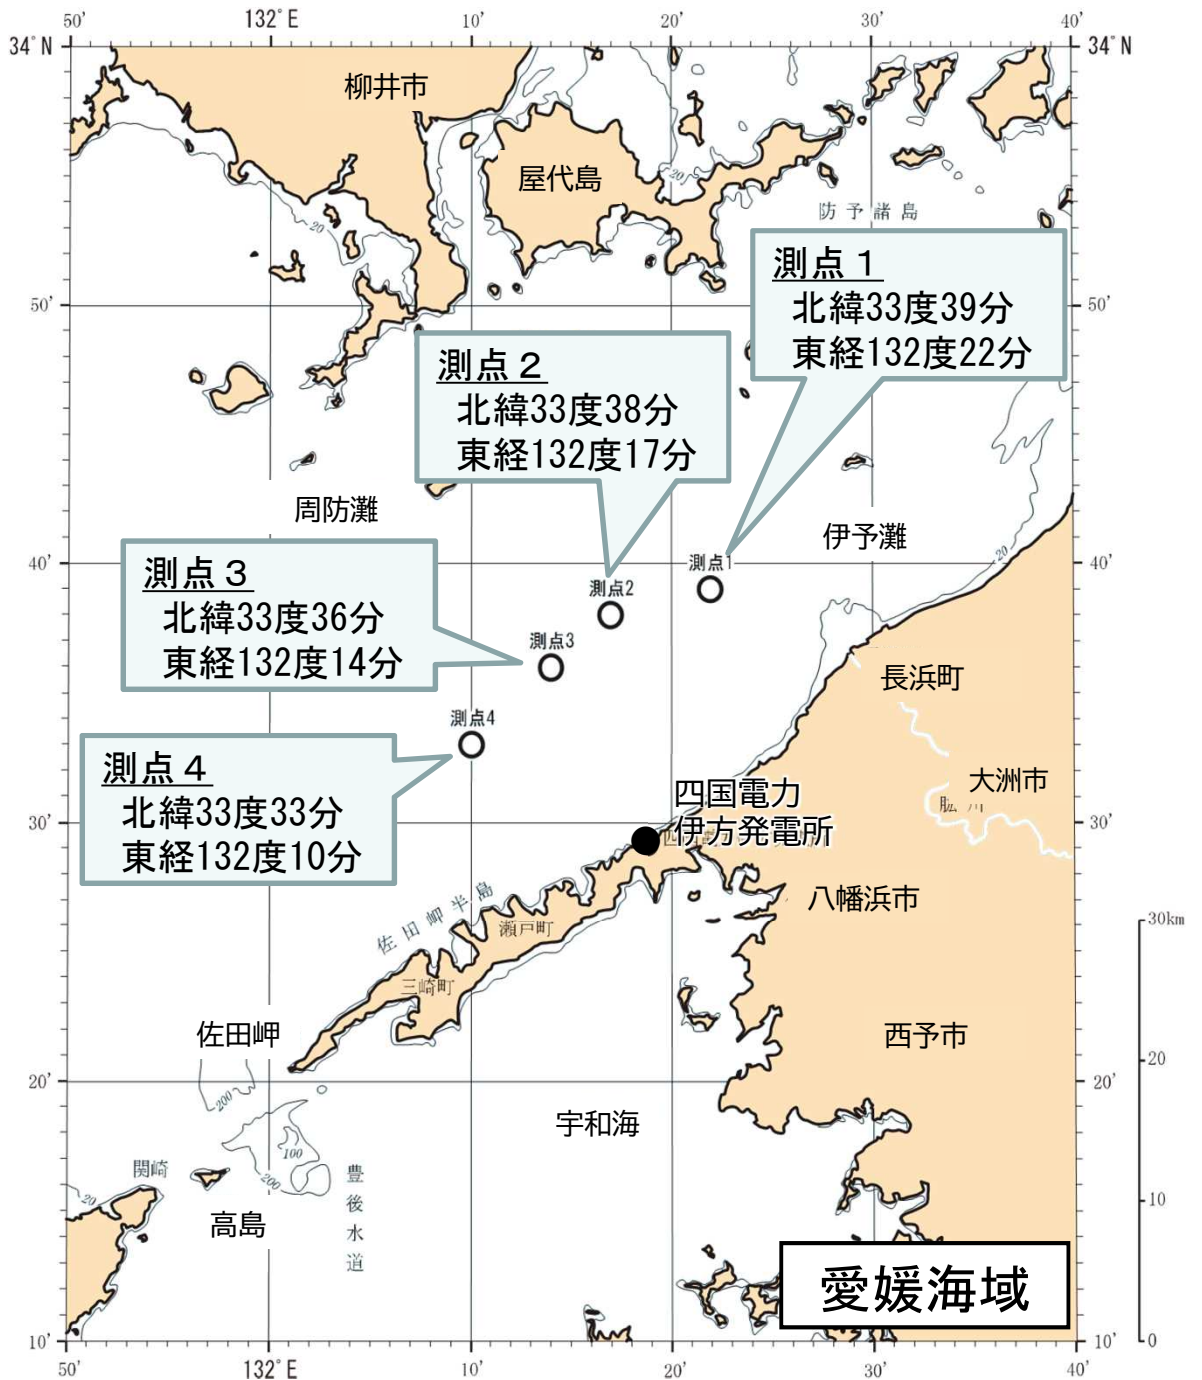 50'
132°E
10'
20'
30'
40'
34°N
34°N
柳井市
屋代島
20
20
防予諸島
測点1
北緯33度39分
東経132度22分
50'
50'
測点2
北緯33度38分
東経132度17分
周防灘
伊予灘
20
40'
40'
測点1
測点2
測点3
北緯33度36分
東経132度14分
測点3
長浜町
測点4
測点4
北緯33度33分
東経132度10分
大洲市
四国電力
伊方発電所
30'
30'
八幡浜市
佐田岬半島
瀬戸町
三崎町
30km
佐田岬
西予市
20
20'
20'
200
宇和海
100
関崎
200
20
豊後水道
高島
10
愛媛海域
10'
10'
0
50'
132°E
10'
20'
30'
40'